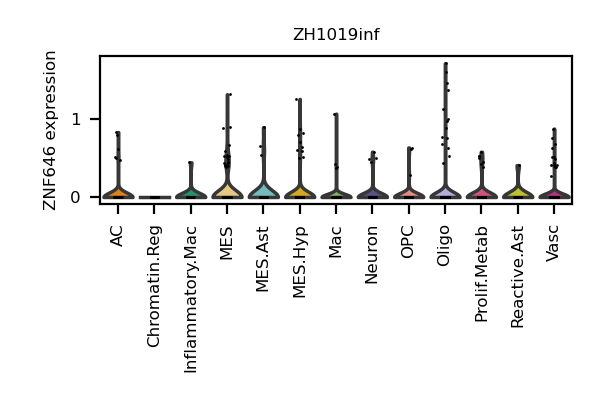 ZH1019inf
ZNF646 expression
1
0
AC
Chromatin.Reg
Inflammatory.Mac
MES
MES.Ast
MES.Hyp
Mac
Neuron
OPC
Oligo
Prolif.Metab
Reactive.Ast
Vasc